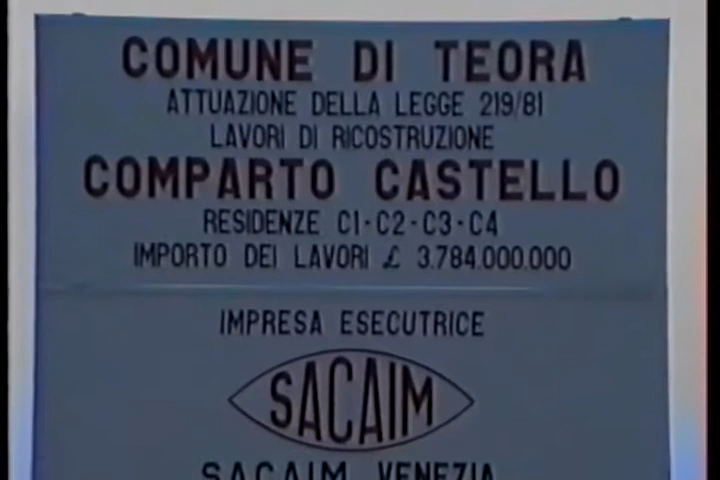 COMUNE DI TEORA
ATTUAZIONE DELLA LEGGE 219/81
LAVORI DI RICOSTRUZIONE
COMPARTO CASTELLO
RESIDENZE C1-C2-C3-C4
IMPORTO DEI LAVORI £ 3.784.000.000
IMPRESA ESECUTRICE
SACAIM
SACAIM VENEZIA